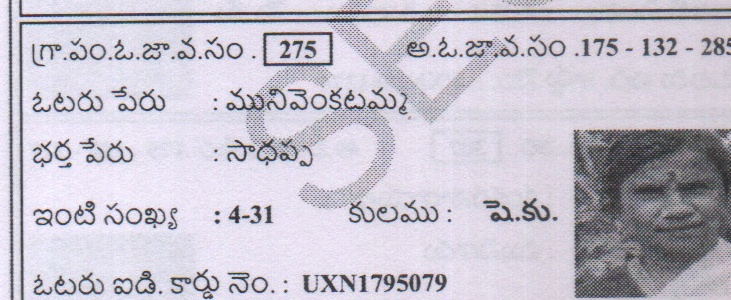 గ్రా.పం.ఓ.జా.వ.సం . 275 అ.ఓ.జా.వ.సం .175 - 132 - 285
ఓటరు పేరు : మునివెంకటమ్మ
భర్త పేరు : సాధప్ప
ఇంటి సంఖ్య : 4-31 కులము : షె.కు.
ఓటరు ఐడి. కార్డు నెం. : UXN1795079